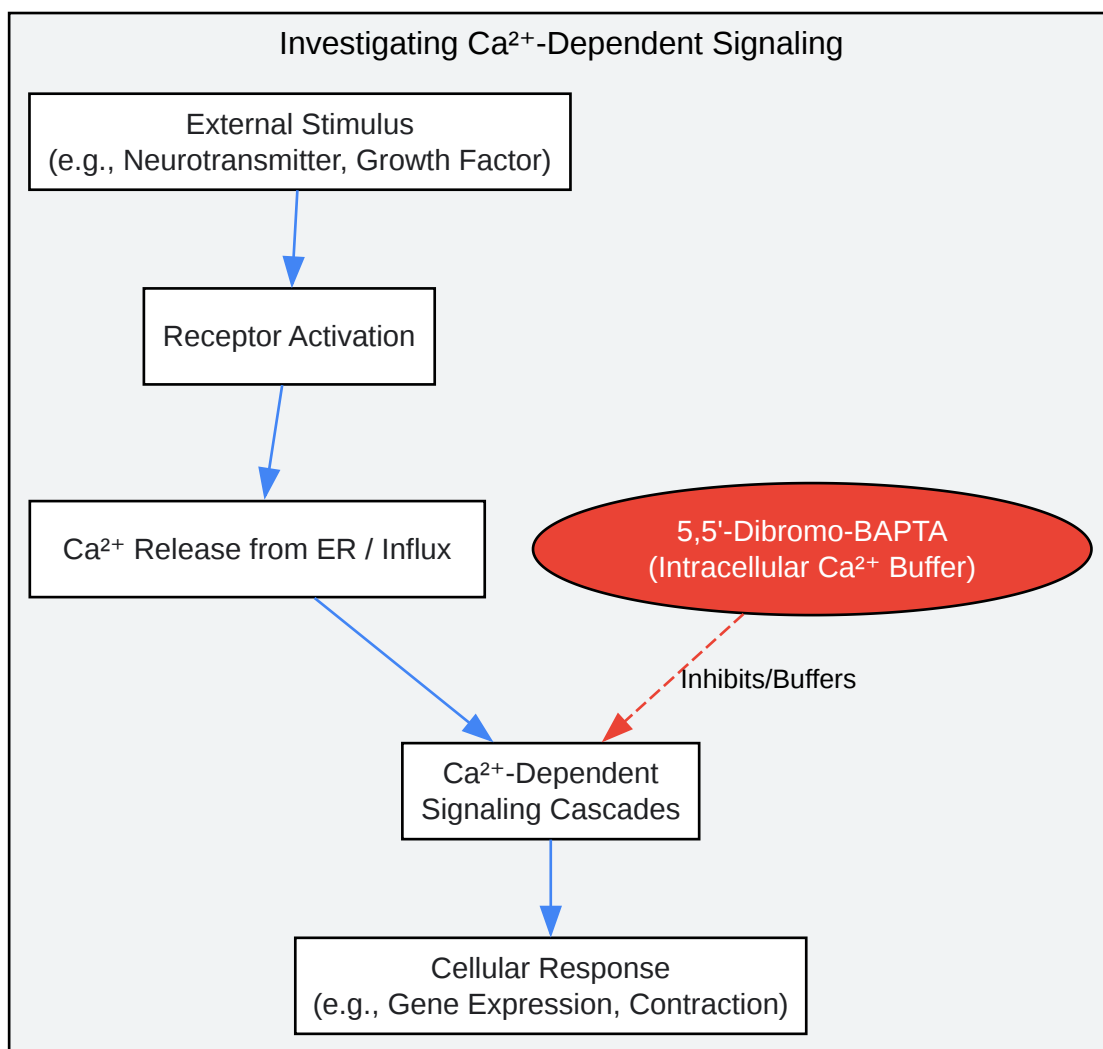 Investigating Ca²⁺-Dependent Signaling
External Stimulus
(e.g., Neurotransmitter, Growth Factor)
Receptor Activation
Ca²⁺ Release from ER / Influx
5,5'-Dibromo-BAPTA
(Intracellular Ca²⁺ Buffer)
Inhibits/Buffers
Ca²⁺-Dependent
Signaling Cascades
Cellular Response
(e.g., Gene Expression, Contraction)